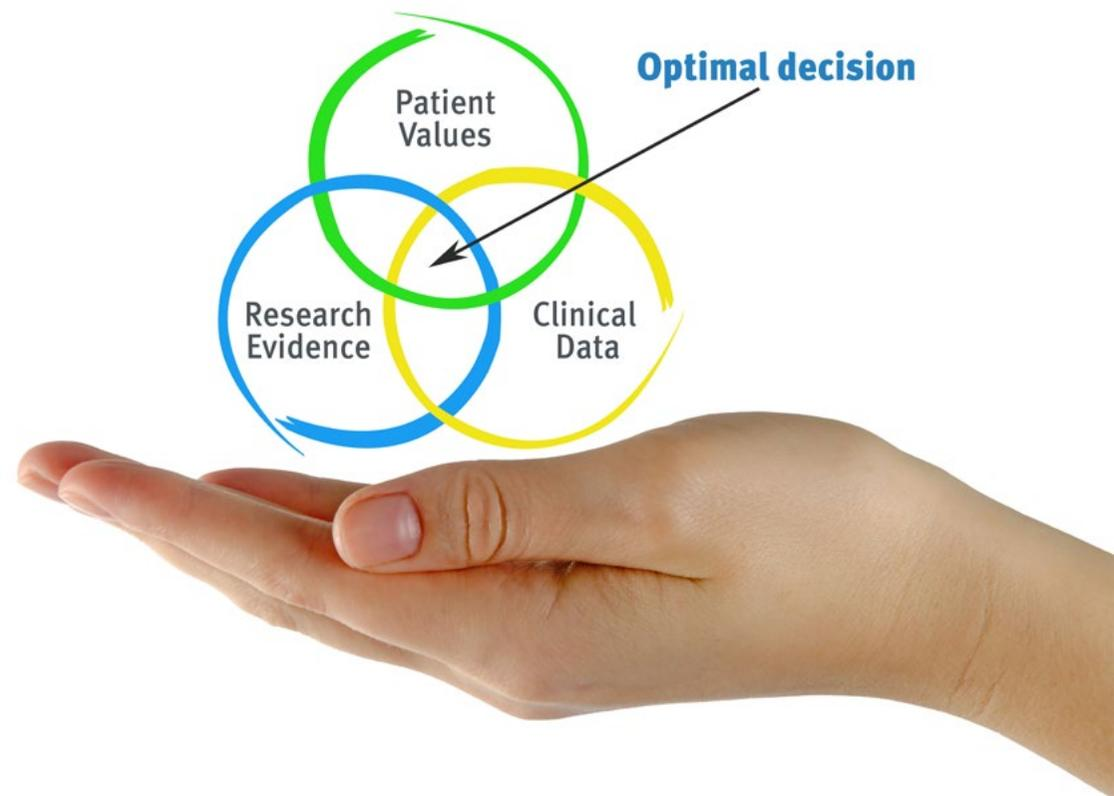 Optimal decision
Patient
Values
Research
Evidence
Clinical
Data